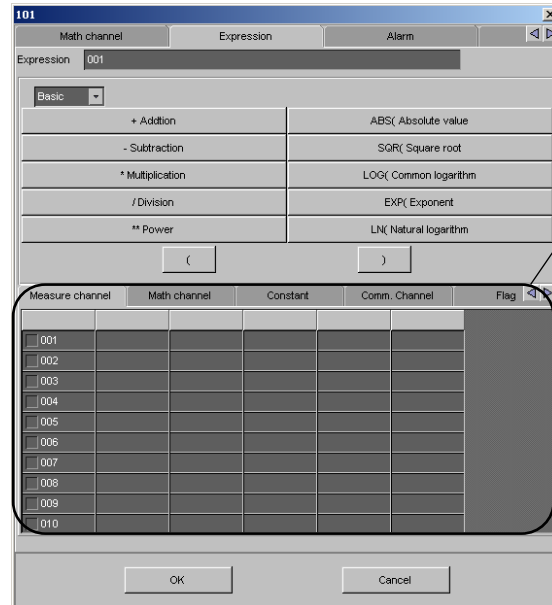 101
Math channel Expression Alarm
Expression 001
Basic
+ Addtion ABS( Absolute value
- Subtraction SQR( Square root
* Multiplication LOG( Common logarithm
/ Division EXP( Exponent
** Power LN( Natural logarithm
( )
Measure channel Math channel Constant Comm. Channel Flag
001
002
003
004
005
006
007
008
009
010
OK Cancel